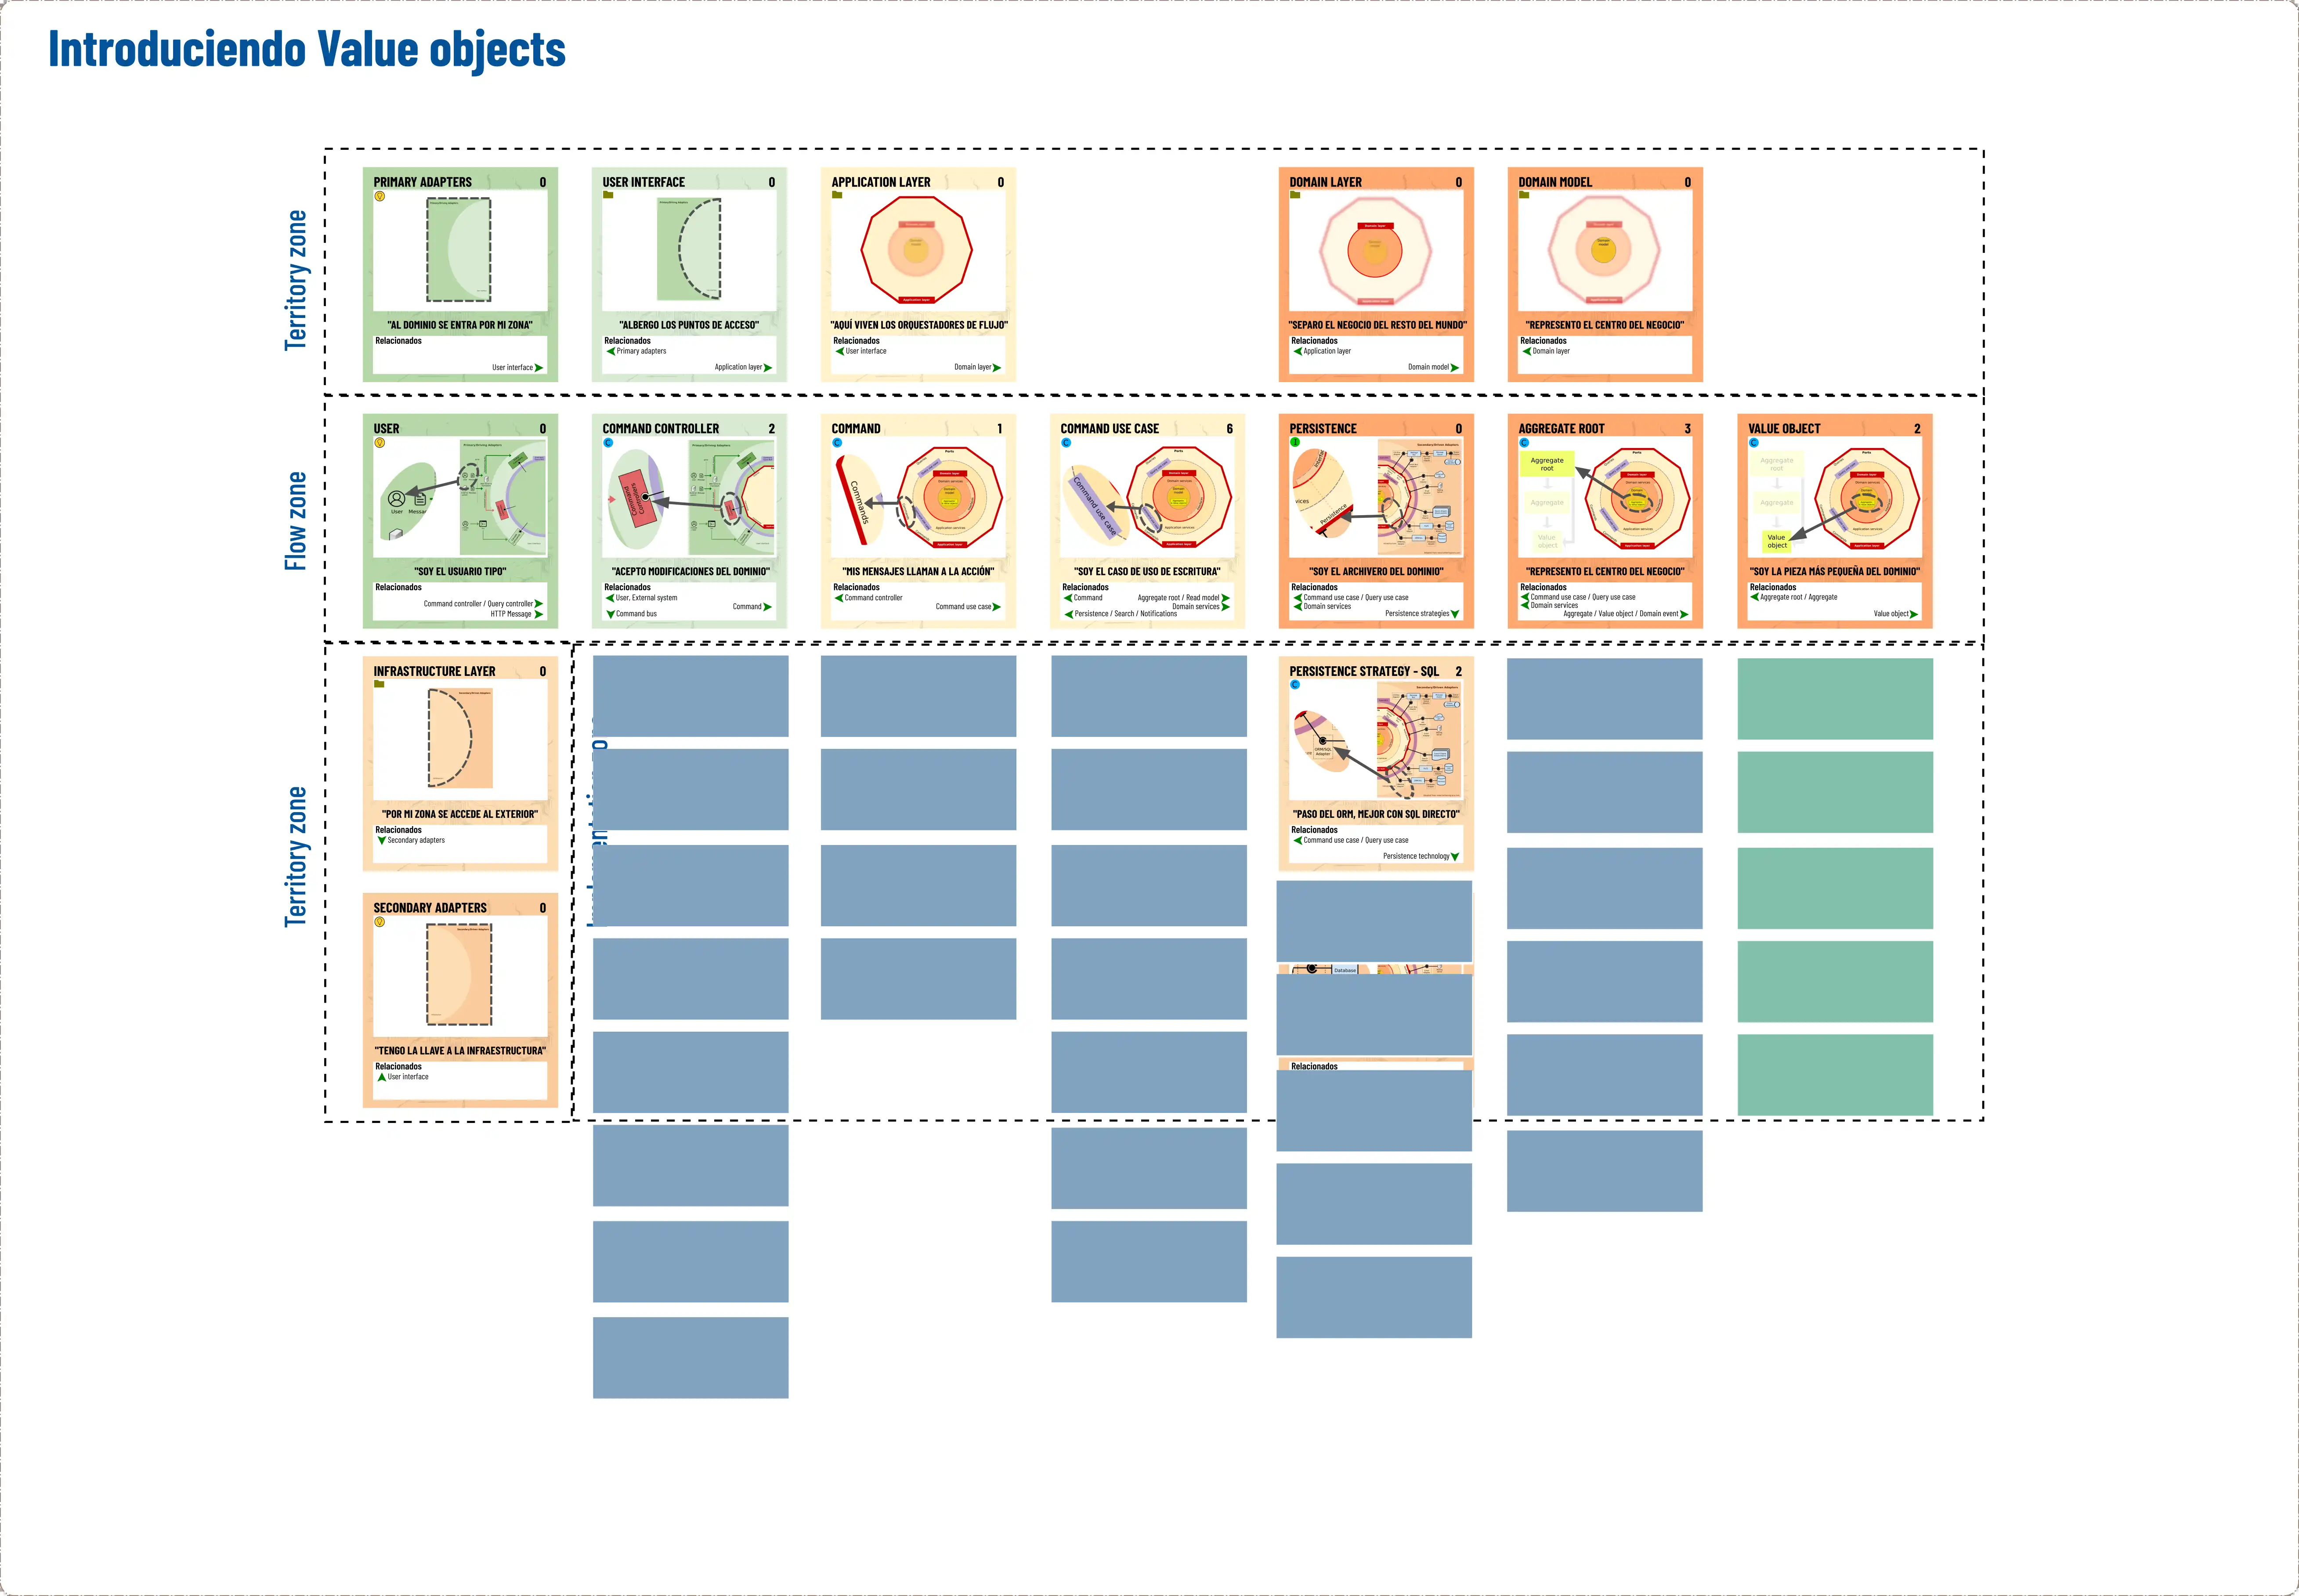 Introduciendo Value objects
Territory zone
PRIMARY ADAPTERS 0
"AL DOMINIO SE ENTRA POR MI ZONA"
Relacionados
User interface
USER INTERFACE 0
"ALBERGO LOS PUNTOS DE ACCESO"
Relacionados
Primary adapters
Application layer
APPLICATION LAYER 0
Domain layer
Application layer
"AQUÍ VIVEN LOS ORQUESTADORES DE FLUJO"
Relacionados
User interface
Domain layer
DOMAIN LAYER 0
Domain layer
"SEPARO EL NEGOCIO DEL RESTO DEL MUNDO"
Relacionados
Application layer
Domain model
DOMAIN MODEL 0
Domain
model
"REPRESENTO EL CENTRO DEL NEGOCIO"
Relacionados
Domain layer
Flow zone
USER 0
User
"SOY EL USUARIO TIPO"
Relacionados
Command controller / Query controller
HTTP Message
COMMAND CONTROLLER 2
Command
Controllers
"ACEPTO MODIFICACIONES DEL DOMINIO"
Relacionados
User, External system
Command
Command bus
COMMAND 1
Commands
"MIS MENSAJES LLAMAN A LA ACCIÓN"
Relacionados
Command controller
Command use case
COMMAND USE CASE 6
Command use case
"SOY EL CASO DE USO DE ESCRITURA"
Relacionados
Command
Aggregate root / Read model
Domain services
Persistence / Search / Notifications
PERSISTENCE 0
Persistence
"SOY EL ARCHIVERO DEL DOMINIO"
Relacionados
Command use case / Query use case
Domain services
Persistence strategies
AGGREGATE ROOT 3
Aggregate
root
Aggregate
Value
object
"REPRESENTO EL CENTRO DEL NEGOCIO"
Relacionados
Command use case / Query use case
Domain services
Aggregate / Value object / Domain event
VALUE OBJECT 2
Aggregate
root
Aggregate
Value
object
"SOY LA PIEZA MÁS PEQUEÑA DEL DOMINIO"
Relacionados
Aggregate root / Aggregate
Value object
Territory zone
INFRASTRUCTURE LAYER 0
"POR MI ZONA SE ACCEDE AL EXTERIOR"
Relacionados
Secondary adapters
SECONDARY ADAPTERS 0
"TENGO LA LLAVE A LA INFRAESTRUCTURA"
Relacionados
User interface
PERSISTENCE STRATEGY - SQL 2
ORM/SQL
Adapter
"PASO DEL ORM, MEJOR CON SQL DIRECTO"
Relacionados
Command use case / Query use case
Persistence technology
Database
Relacionados